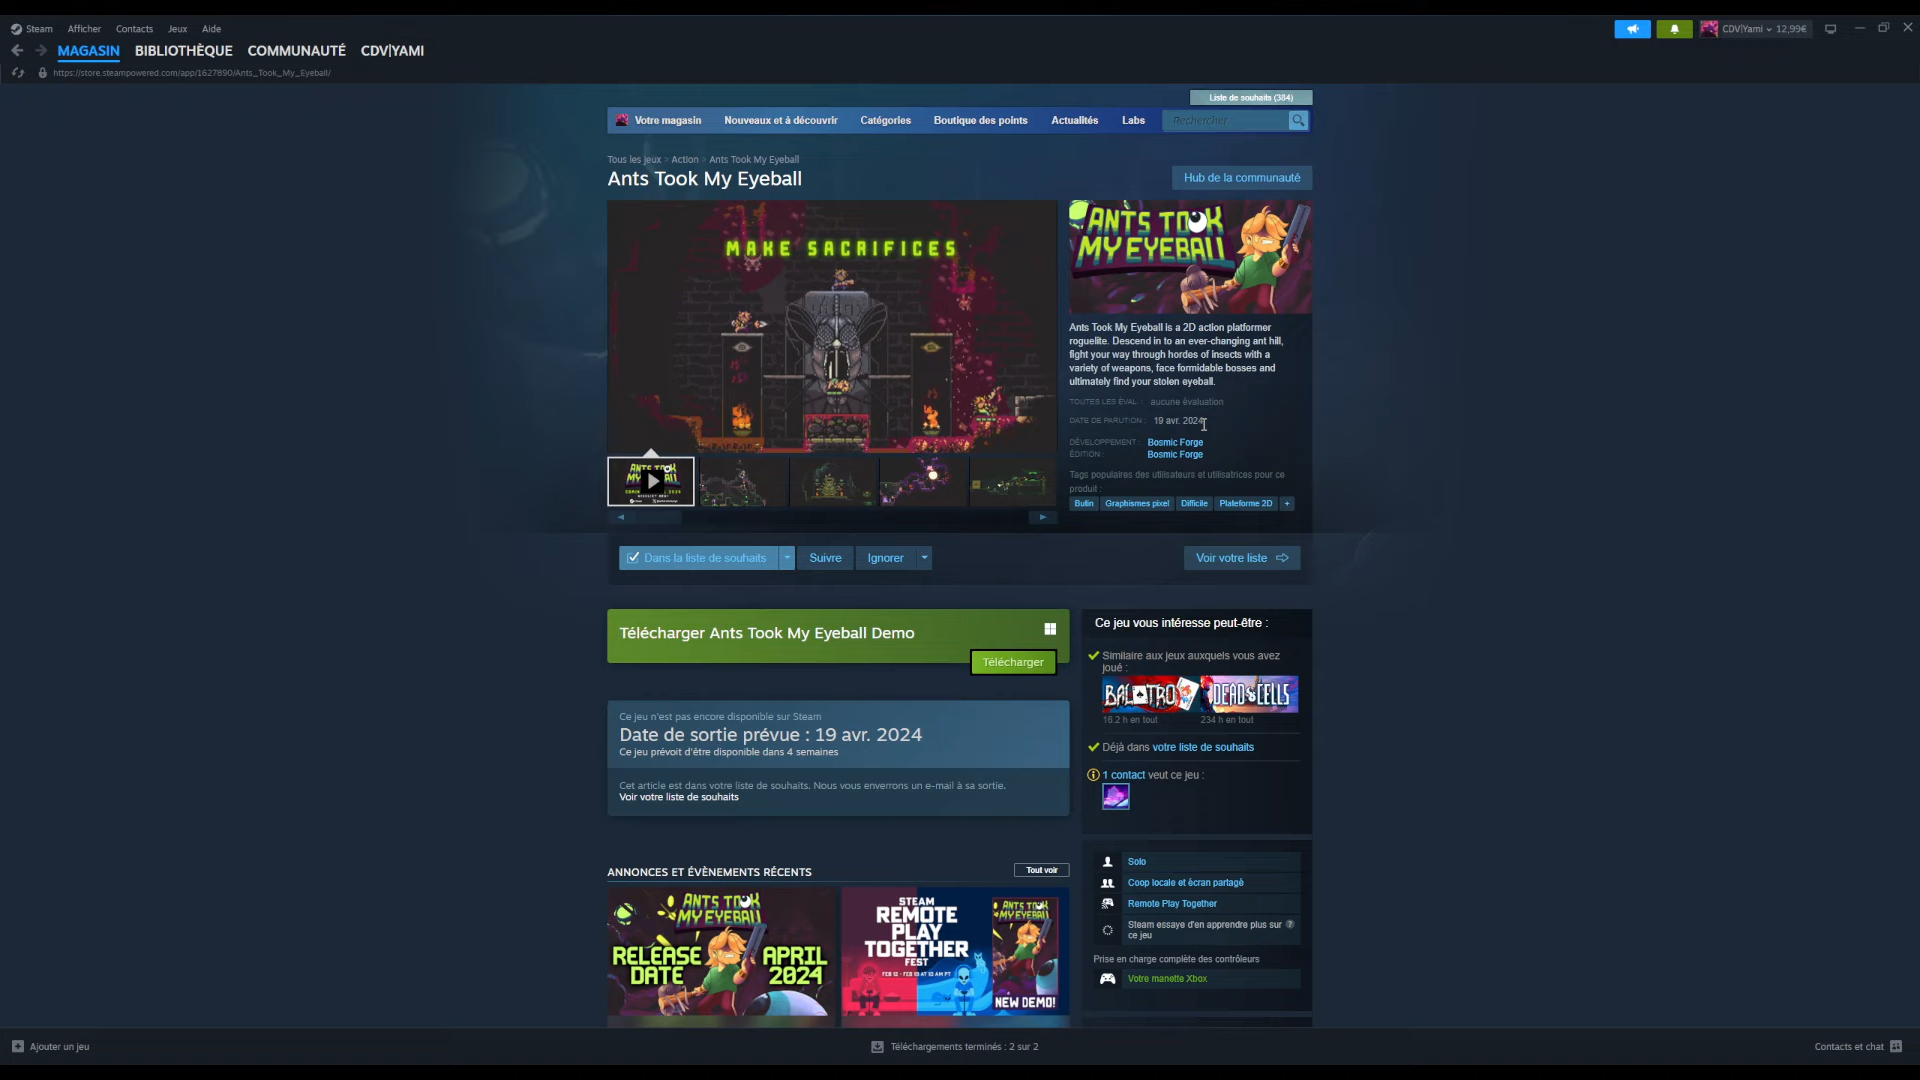 Steam Afficher Contacts Jeux Aide
CDV|Yami 12,99€
MAGASIN BIBLIOTHÈQUE COMMUNAUTÉ CDV|YAMI
https://store.steampowered.com/app/1627890/Ants_Took_My_Eyeball/
Liste de souhaits (384)
Votre magasin Nouveaux et à découvrir Catégories Boutique des points Actualités Labs Rechercher
Tous les jeux > Action > Ants Took My Eyeball
Ants Took My Eyeball
Hub de la communauté
MAKE SACRIFICES
ANTS TOOK
MY EYEBALL
Ants Took My Eyeball is a 2D action platformer
roguelite. Descend in to an ever-changing ant hill,
fight your way through hordes of insects with a
variety of weapons, face formidable bosses and
ultimately find your stolen eyeball.
TOUTES LES ÉVAL. : aucune évaluation
DATE DE PARUTION : 19 avr. 2024
DÉVELOPPEMENT : Bosmic Forge
ÉDITION : Bosmic Forge
Tags populaires des utilisateurs et utilisatrices pour ce
produit :
Butin Graphismes pixel Difficile Plateforme 2D +
Dans la liste de souhaits Suivre Ignorer Voir votre liste
Télécharger Ants Took My Eyeball Demo
Télécharger
Ce jeu n'est pas encore disponible sur Steam
Date de sortie prévue : 19 avr. 2024
Ce jeu prévoit d'être disponible dans 4 semaines
Cet article est dans votre liste de souhaits. Nous vous enverrons un e-mail à sa sortie.
Voir votre liste de souhaits
Ce jeu vous intéresse peut-être :
Similaire aux jeux auxquels vous avez
joué :
BALATRO DEAD CELLS
16.2 h en tout 234 h en tout
Déjà dans votre liste de souhaits
1 contact veut ce jeu :
ANNONCES ET ÉVÈNEMENTS RÉCENTS Tout voir
ANTS TOOK
MY EYEBALL
RELEASE DATE APRIL 2024
STEAM
REMOTE
PLAY
TOGETHER
FEST
ANTS TOOK
MY EYEBALL
NEW DEMO!
Solo
Coop locale et écran partagé
Remote Play Together
Steam essaye d'en apprendre plus sur
ce jeu
Prise en charge complète des contrôleurs
Votre manette Xbox
Ajouter un jeu
Téléchargements terminés : 2 sur 2
Contacts et chat